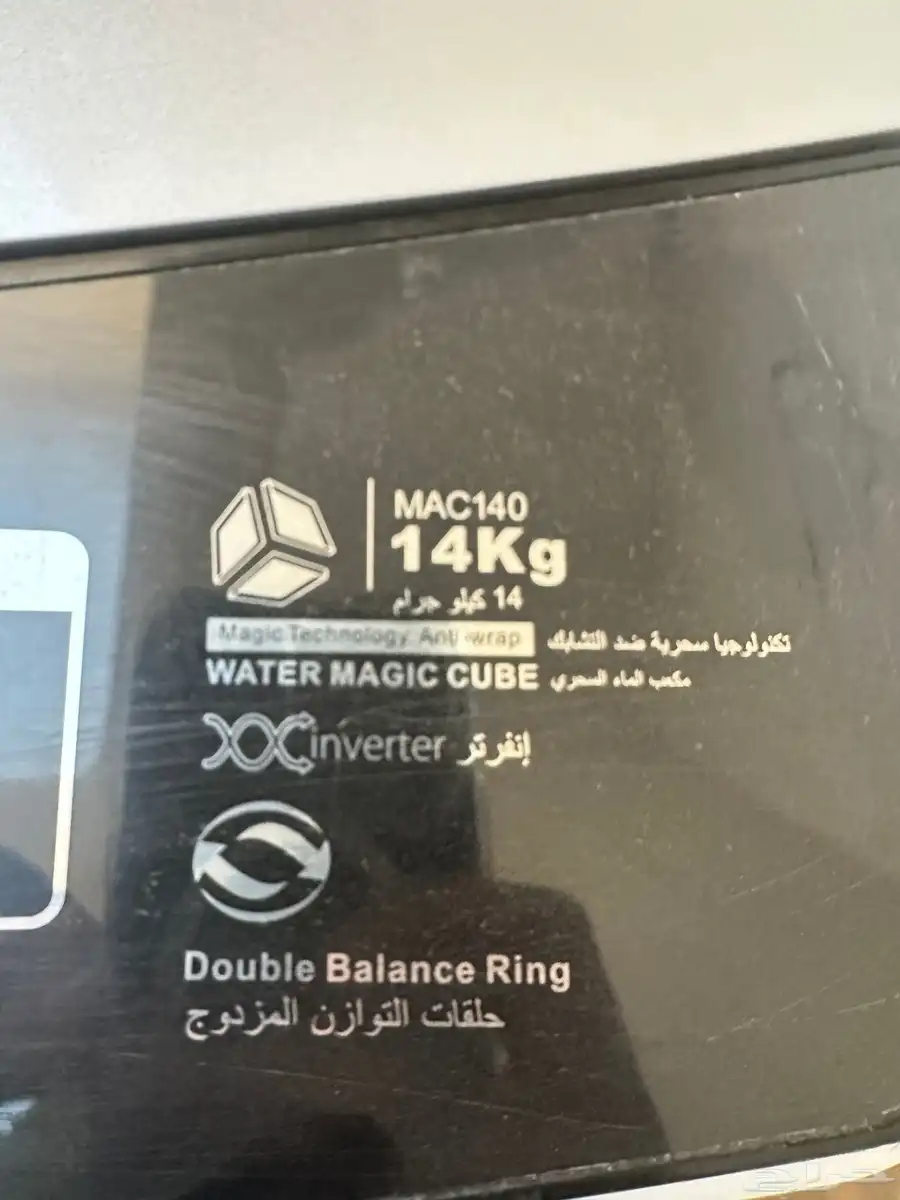 MAC140
14Kg
14 كيلو جرام
Magic Technology. Anti-wrap تكنولوجيا سحرية ضد التشابك
WATER MAGIC CUBE مكعب الماء السحري
inverter إنفرتر
Double Balance Ring
حلقات التوازن المزدوج
حراج